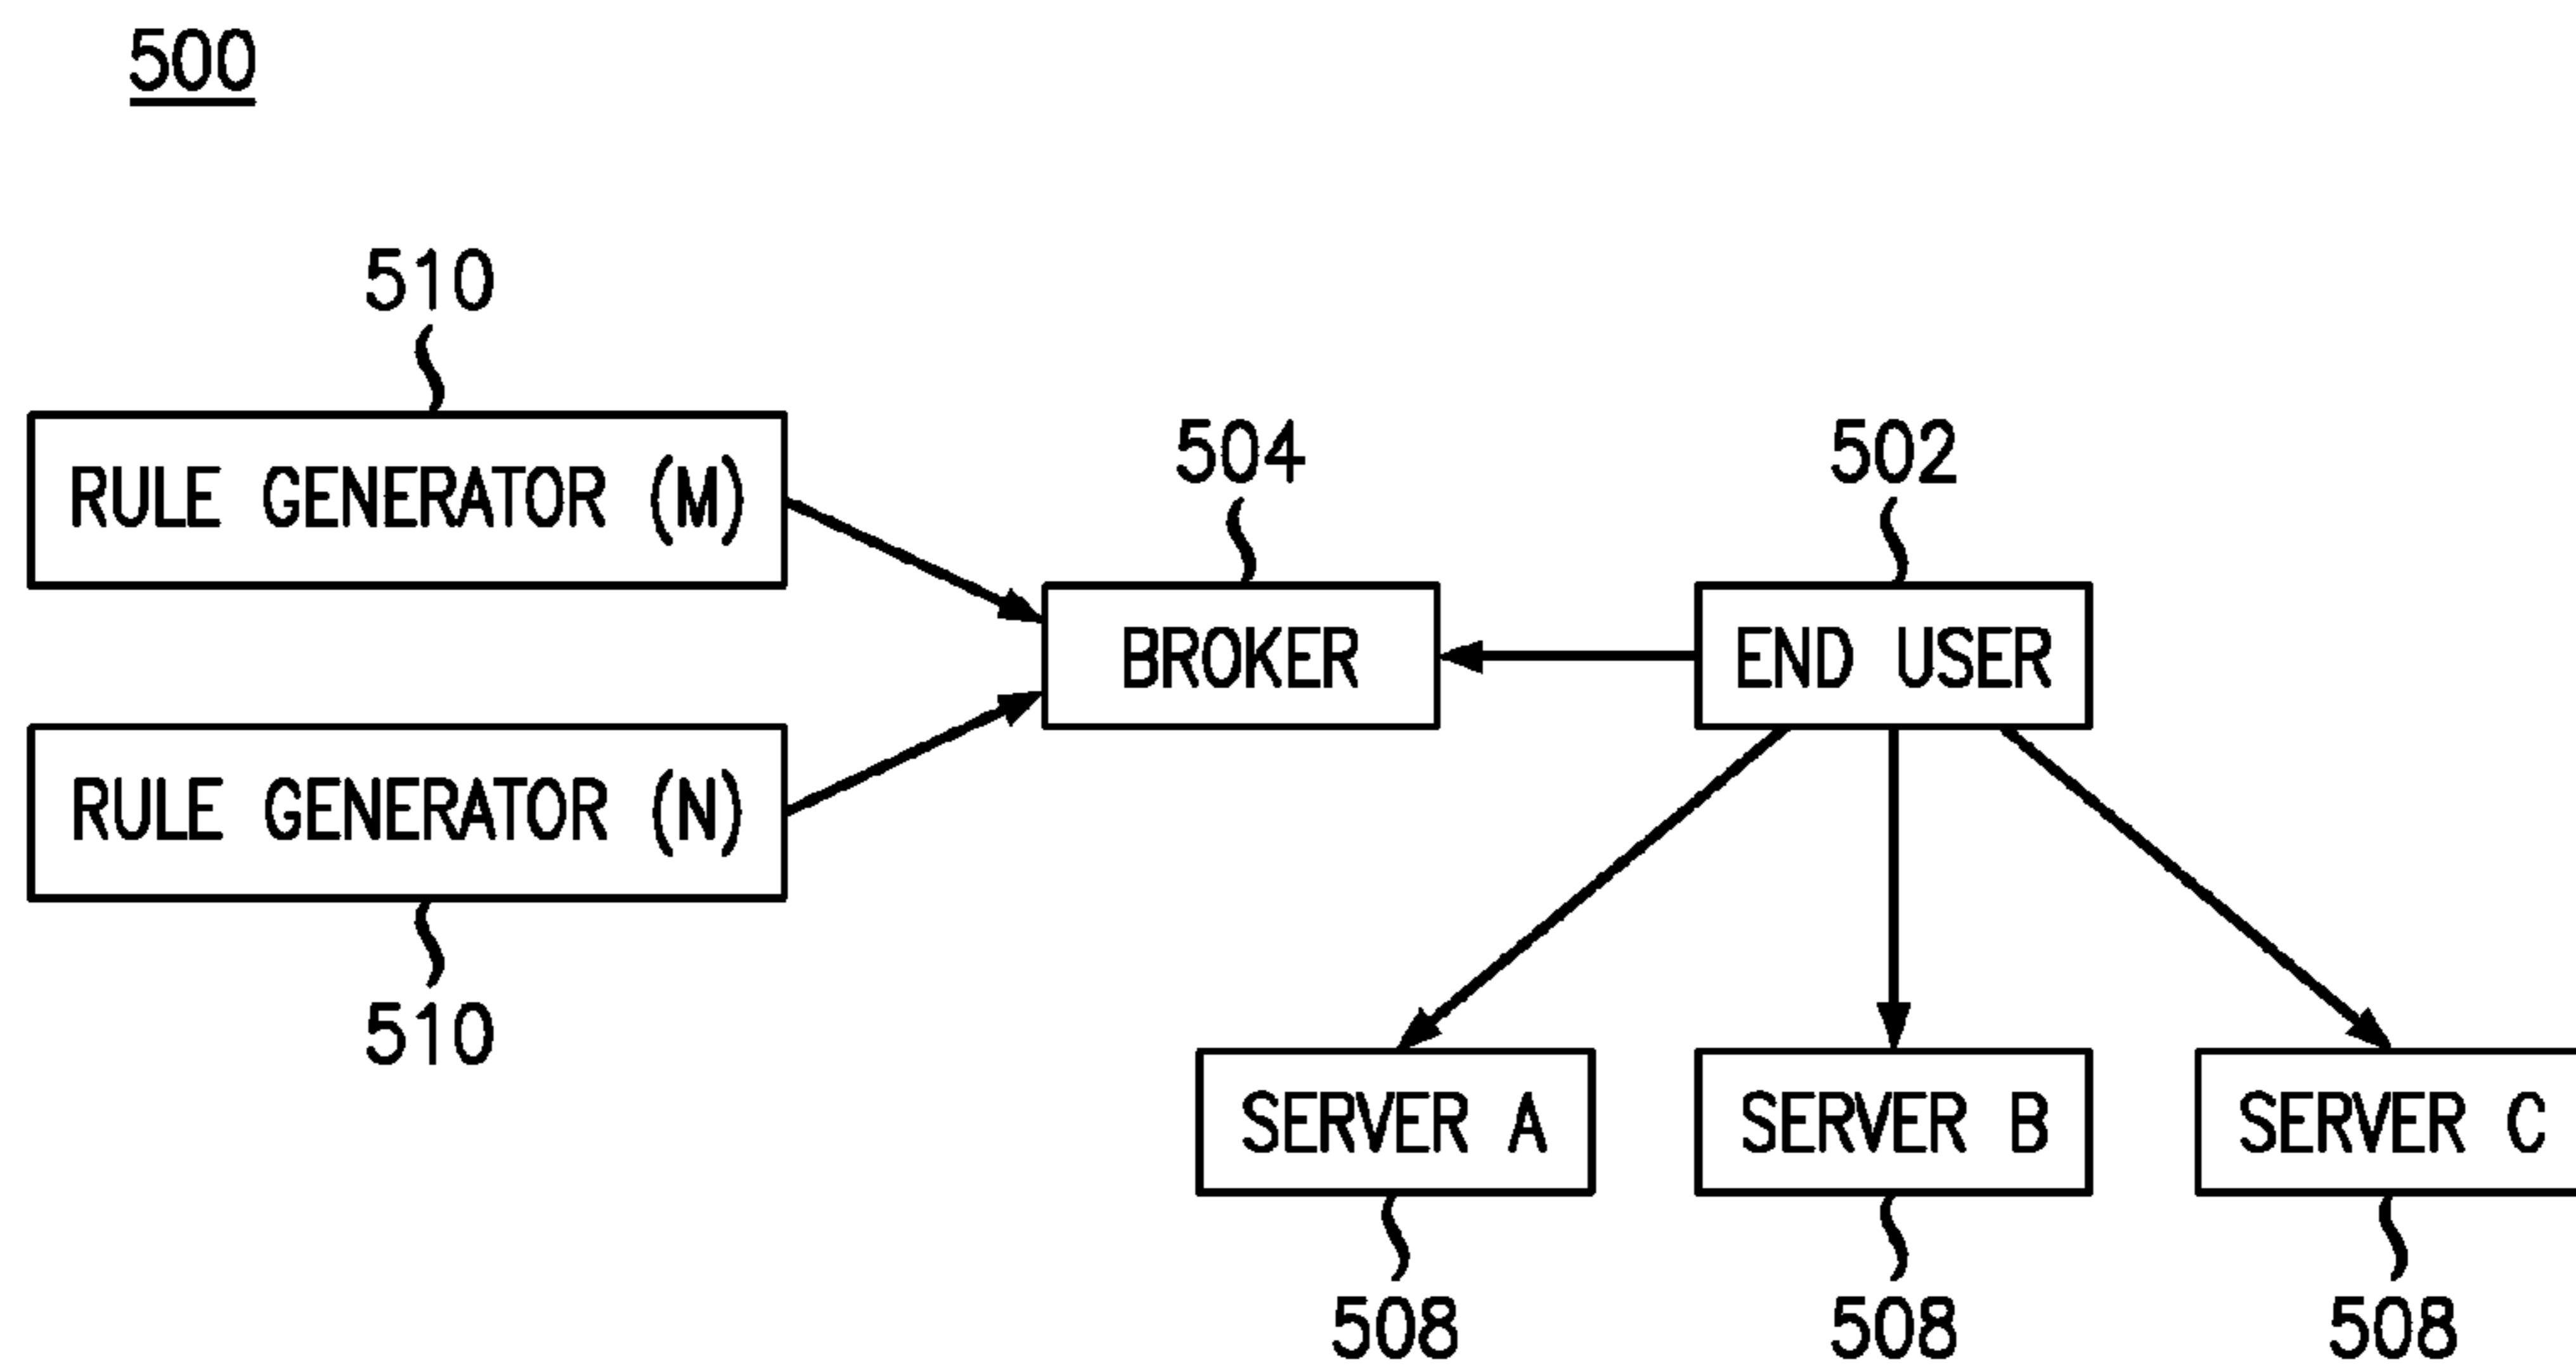 500
510
RULE GENERATOR (M)
504
BROKER
502
END USER
RULE GENERATOR (N)
510
SERVER A
SERVER B
SERVER C
508
508
508